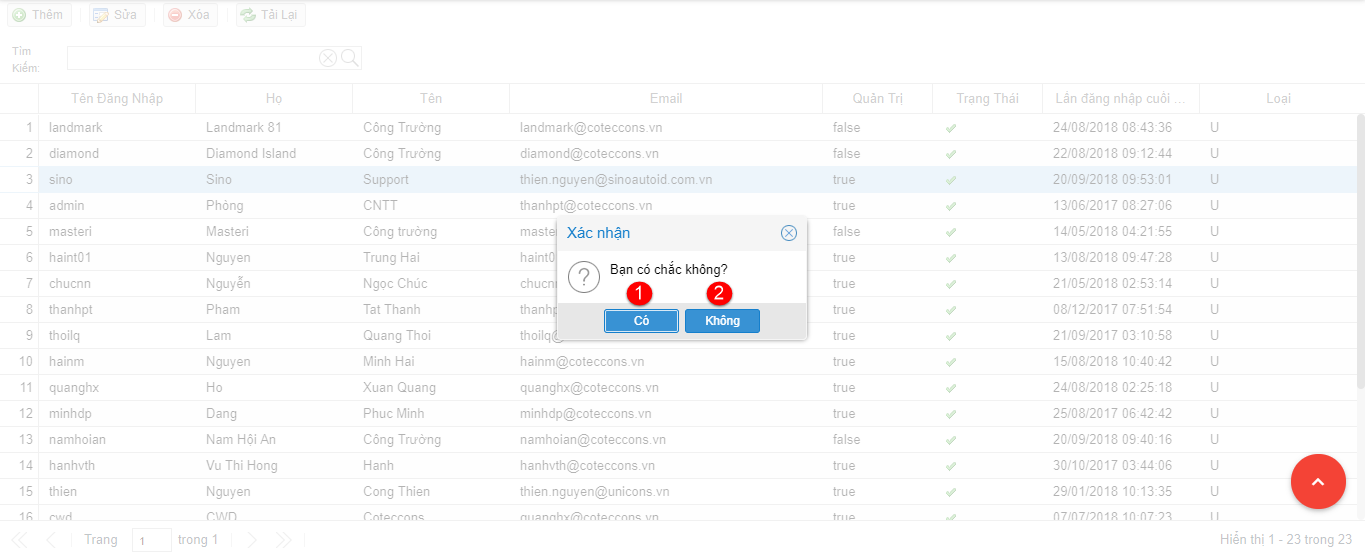 Thêm Sửa Xóa Tải Lại
Tìm
Kiếm:
Tên Đăng Nhập Họ Tên Email Quản Trị Trạng Thái Lần đăng nhập cuối ... Loại
1 landmark Landmark 81 Công Trường landmark@coteccons.vn false 24/08/2018 08:43:36 U
2 diamond Diamond Island Công Trường diamond@coteccons.vn false 22/08/2018 09:12:44 U
3 sino Sino Support thien.nguyen@sinoautoid.com.vn true 20/09/2018 09:53:01 U
4 admin Phòng CNTT thanhpt@coteccons.vn true 13/06/2017 08:27:06 U
5 masteri Masteri Công trường master false 14/05/2018 04:21:55 U
6 haint01 Nguyen Trung Hai haint0 true 13/08/2018 09:47:28 U
7 chucnn Nguyễn Ngọc Chúc chucnn true 21/05/2018 02:53:14 U
8 thanhpt Pham Tat Thanh thanhp true 08/12/2017 07:51:54 U
9 thoilq Lam Quang Thoi thoilq@ true 21/09/2017 03:10:58 U
10 hainm Nguyen Minh Hai hainm@coteccons.vn true 15/08/2018 10:40:42 U
11 quanghx Ho Xuan Quang quanghx@coteccons.vn true 24/08/2018 02:25:18 U
12 minhdp Dang Phuc Minh minhdp@coteccons.vn true 25/08/2017 06:42:42 U
13 namhoian Nam Hội An Công Trường namhoian@coteccons.vn false 20/09/2018 09:40:16 U
14 hanhvth Vu Thi Hong Hanh hanhvth@coteccons.vn true 30/10/2017 03:44:06 U
15 thien Nguyen Cong Thien thien.nguyen@unicons.vn true 29/01/2018 10:13:35 U
16 cwd CWD Coteccons quanghx@coteccons.vn true 07/07/2018 10:07:23 U
Xác nhận
Bạn có chắc không?
1 2
Có Không
Trang 1 trong 1 Hiển thị 1 - 23 trong 23